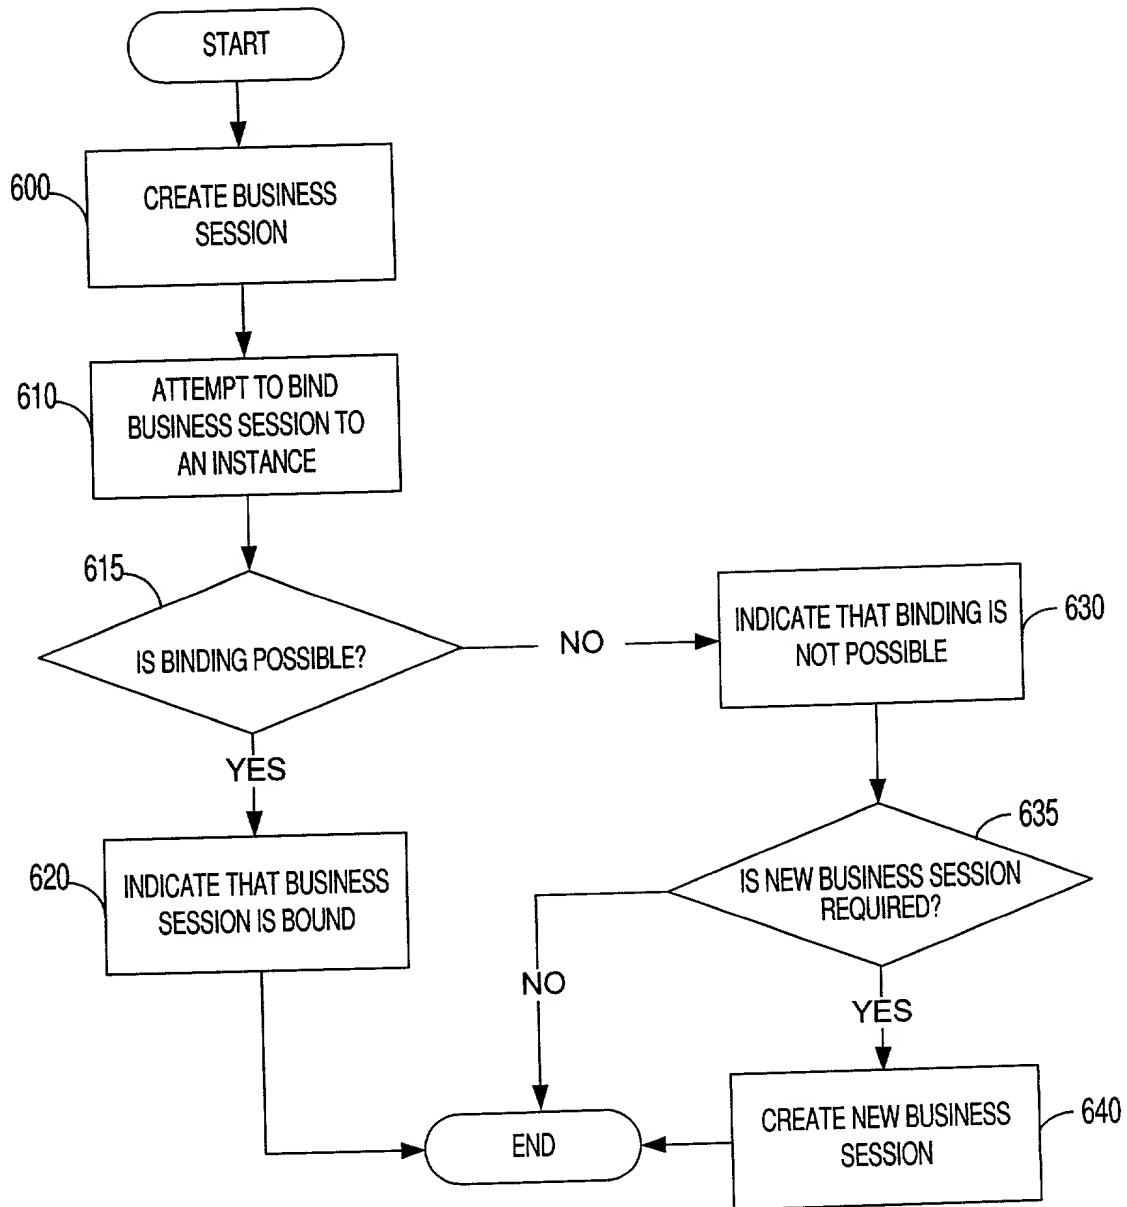 START
600
CREATE BUSINESS
SESSION
610
ATTEMPT TO BIND
BUSINESS SESSION TO
AN INSTANCE
615
IS BINDING POSSIBLE?
NO
INDICATE THAT BINDING IS
NOT POSSIBLE
630
YES
635
IS NEW BUSINESS SESSION
REQUIRED?
620
INDICATE THAT BUSINESS
SESSION IS BOUND
NO
YES
CREATE NEW BUSINESS
SESSION
640
END